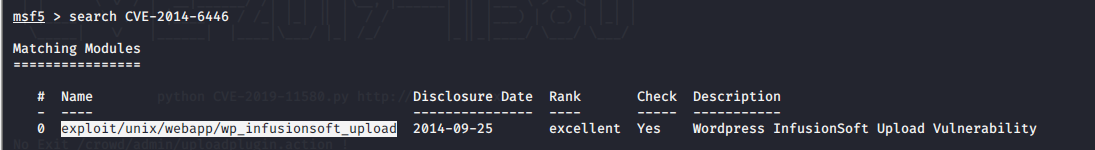 msf5 > search CVE-2014-6446
Matching Modules
================
# Name Disclosure Date Rank Check Description
- ---- --------------- ---- ----- -----------
0 exploit/unix/webapp/wp_infusionsoft_upload 2014-09-25 excellent Yes Wordpress InfusionSoft Upload Vulnerability